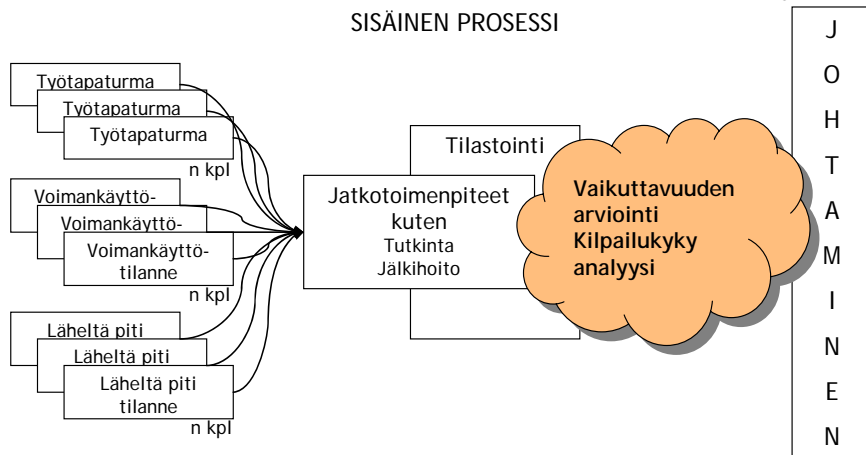 SISÄINEN PROSESSI
Työtapaturma
Työtapaturma
Työtapaturma
n kpl
Voimankäyttö-
Voimankäyttö-
Voimankäyttö-
tilanne
n kpl
Läheltä piti
Läheltä piti
Läheltä piti
tilanne
n kpl
Tilastointi
Jatkotoimenpiteet
kuten
Tutkinta
Jälkihoito
Vaikuttavuuden
arviointi
Kilpailukyky
analyysi
J
O
H
T
A
M
I
N
E
N